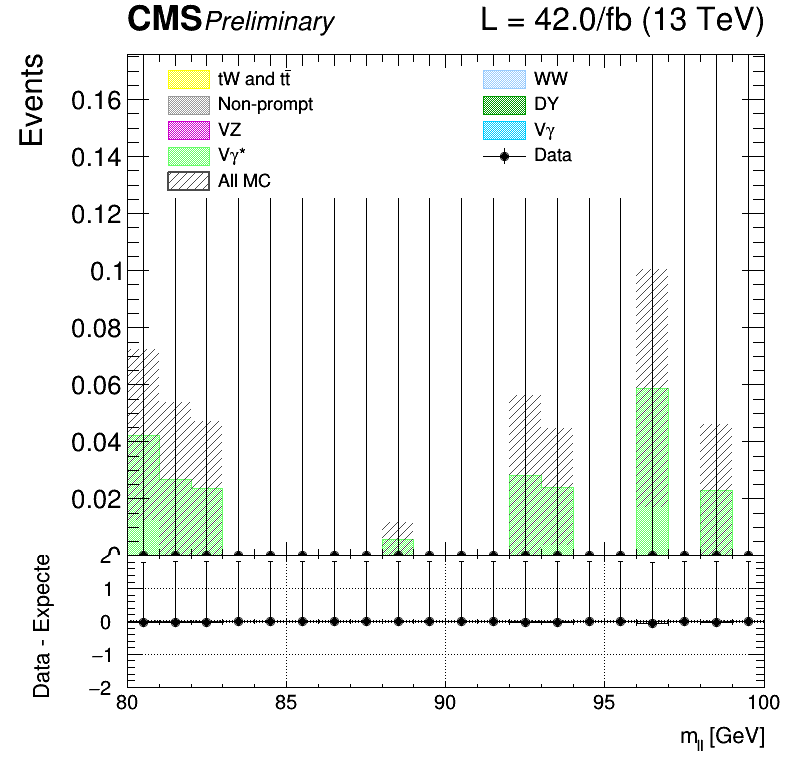 CMS Preliminary L = 42.0/fb (13 TeV)
Events
tW and tt̄
WW
Non-prompt
DY
VZ
Vγ
Vγ*
Data
All MC
0.16
0.14
0.12
0.1
0.08
0.06
0.04
0.02
Data - Expecte
2
1
0
−1
−2
80 85 90 95 100
m_ll [GeV]